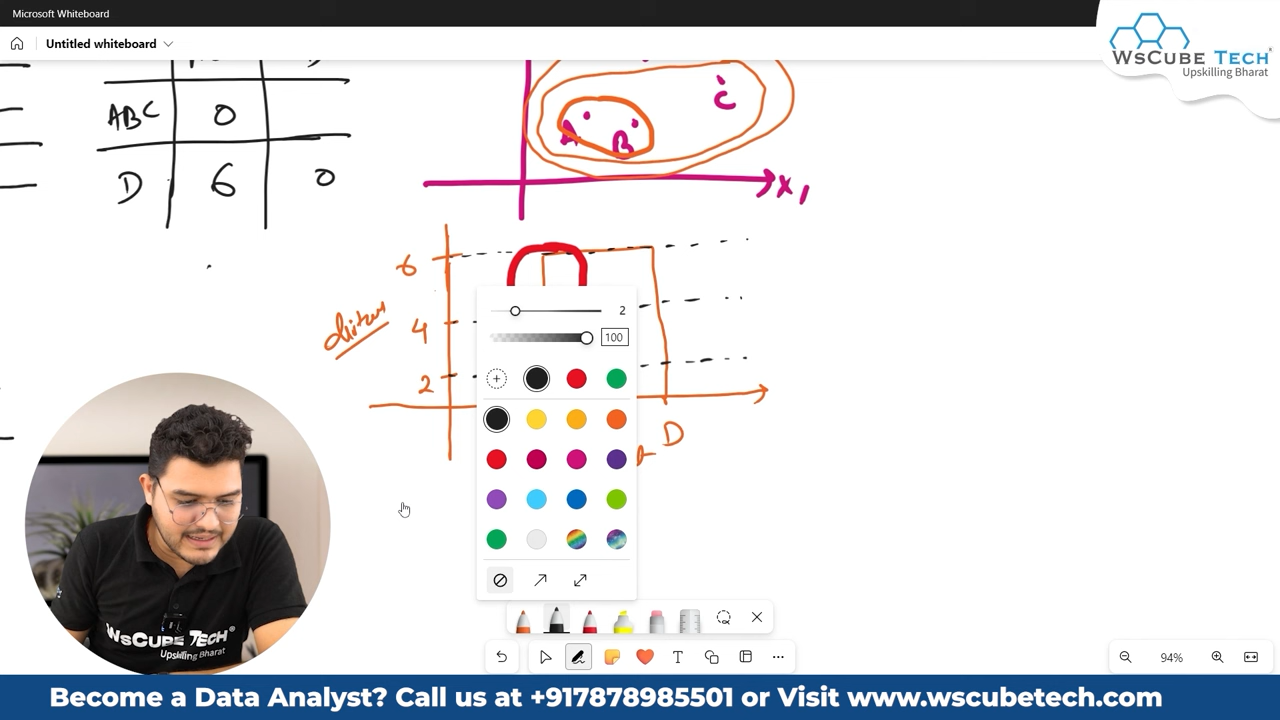 Microsoft Whiteboard
Untitled whiteboard
WSCUBE TECH
Upskilling Bharat
ABC 0
D 6 0
A B C
x1
6
4
2
D
2
100
WSCUBE TECH
Upskilling Bharat
94%
Become a Data Analyst? Call us at +917878985501 or Visit www.wscubetech.com